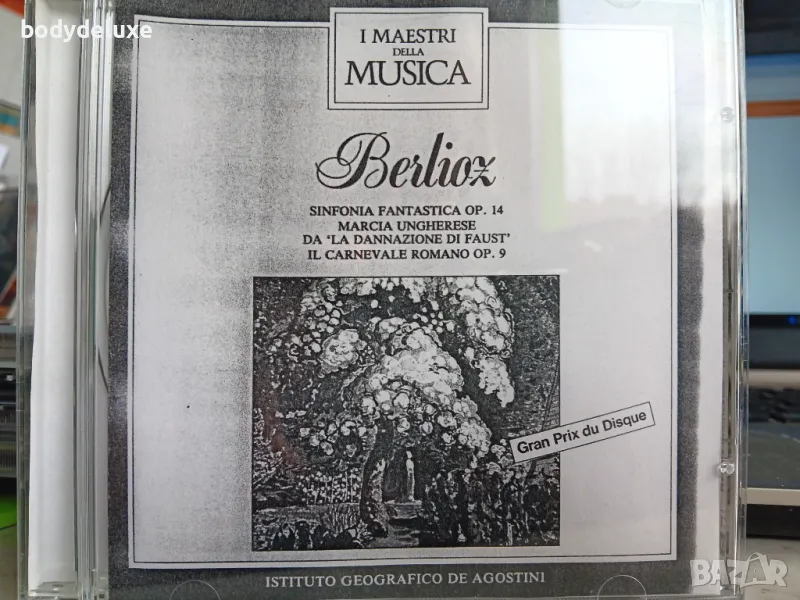 bodydeluxe
I MAESTRI
DELLA
MUSICA
Berlioz
SINFONIA FANTASTICA OP. 14
MARCIA UNGHERESE
DA 'LA DANNAZIONE DI FAUST'
IL CARNEVALE ROMANO OP. 9
Gran Prix du Disque
ISTITUTO GEOGRAFICO DE AGOSTINI
BAZAR